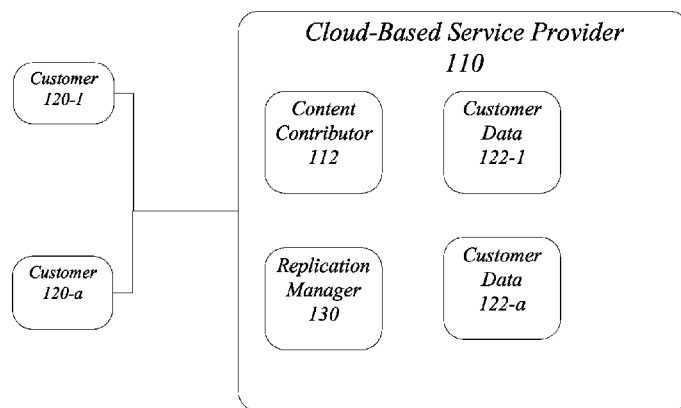 Cloud-Based Service Provider
110
Customer
120-1
Content
Contributor
112
Customer
Data
122-1
Customer
120-a
Replication
Manager
130
Customer
Data
122-a